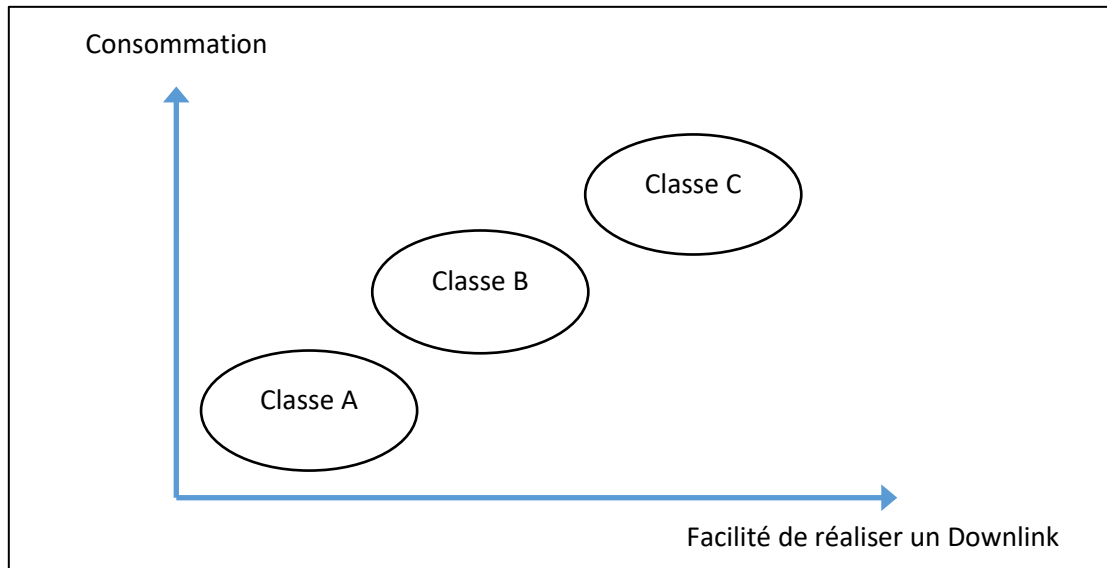 Consommation
Classe C
Classe B
Classe A
Facilité de réaliser un Downlink